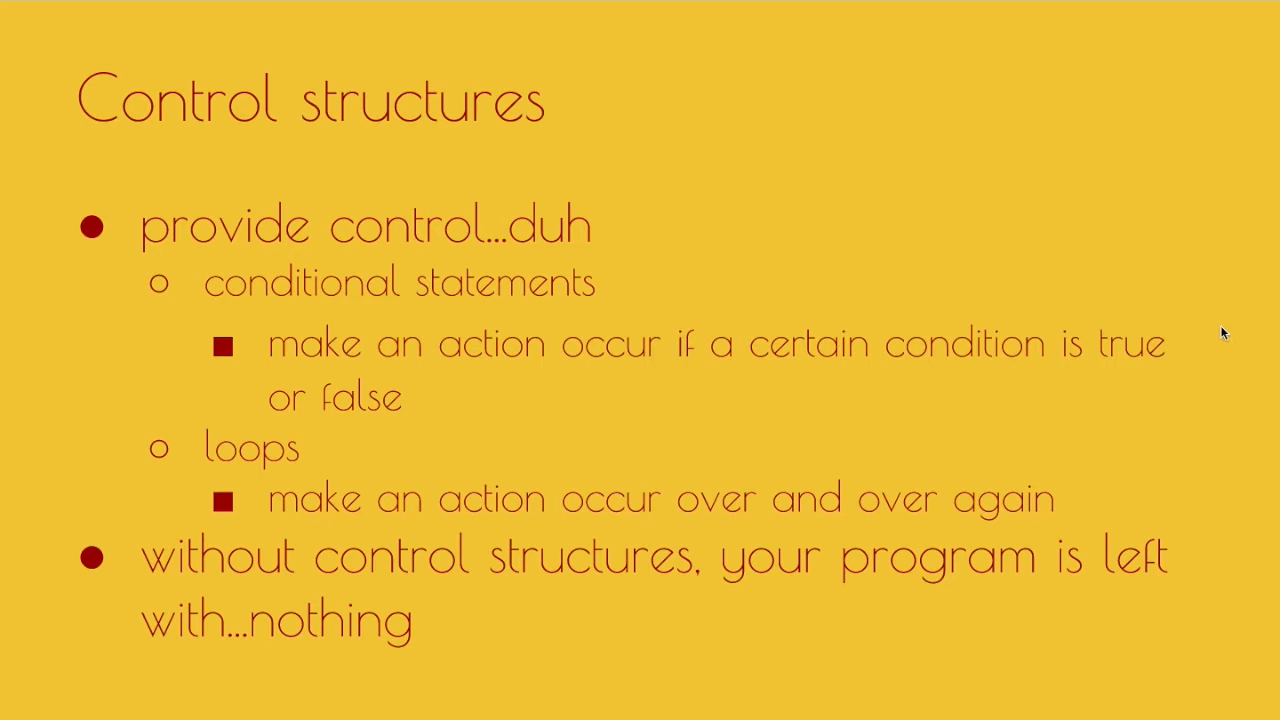 Control structures
provide control...duh
conditional statements
make an action occur if a certain condition is true
or false
loops
make an action occur over and over again
without control structures, your program is left
with...nothing